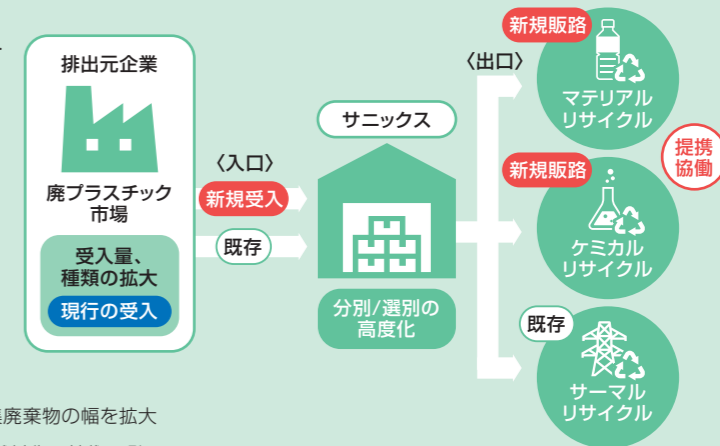 排出元企業
廃プラスチック
市場
受入量、
種類の拡大
現行の受入
〈入口〉
新規受入
既存
サニックス
分別/選別の
高度化
〈出口〉
新規販路
マテリアル
リサイクル
提携
協働
新規販路
ケミカル
リサイクル
既存
サーマル
リサイクル
廃棄物の幅を拡大